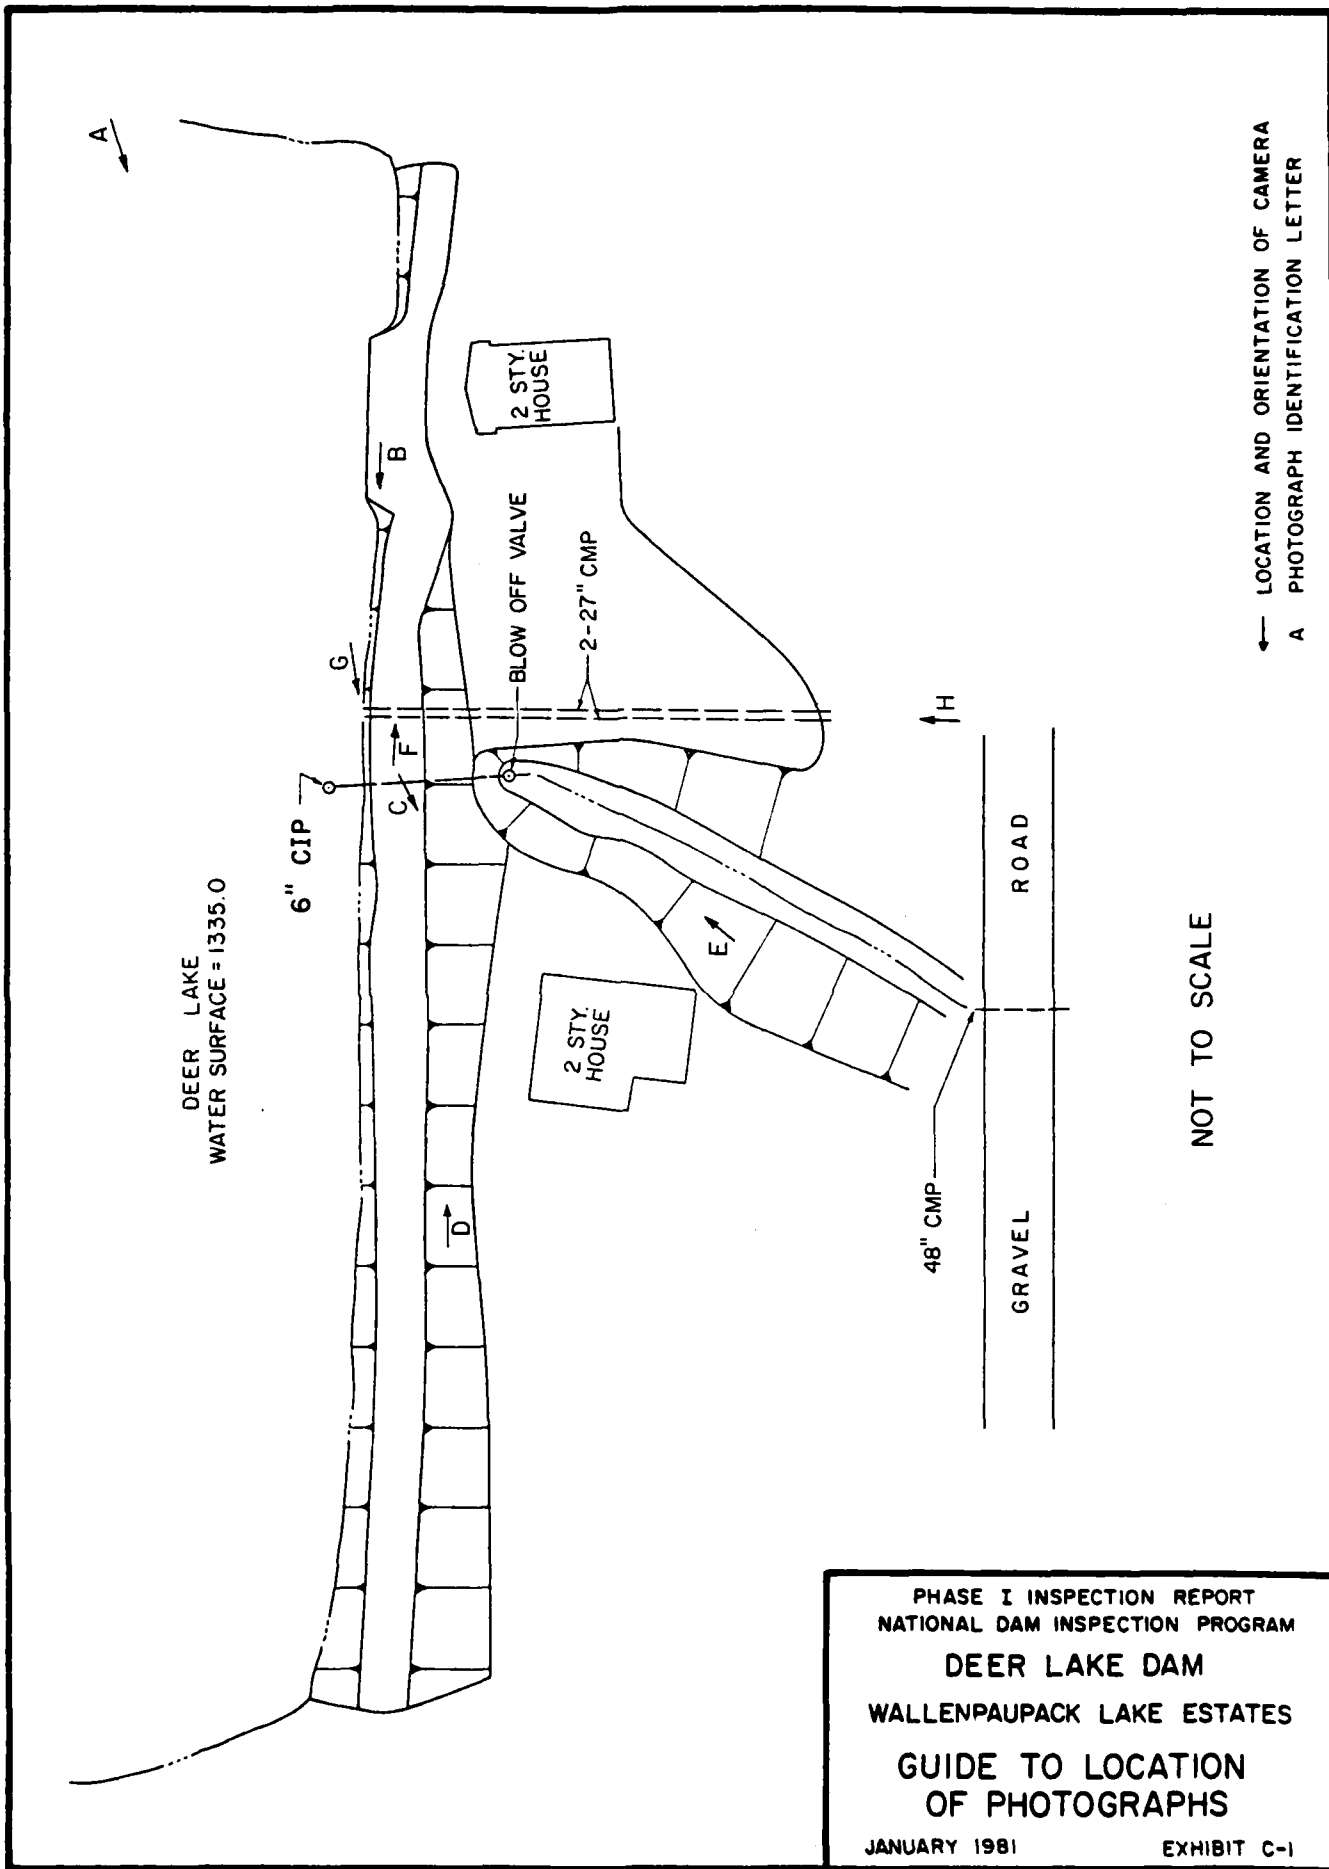 A
DEER LAKE
WATER SURFACE = 1335.0
6" CIP
G
B
F
C
2 STY.
HOUSE
BLOW OFF VALVE
2-27" CMP
H
E
D
2 STY.
HOUSE
48" CMP
GRAVEL ROAD
NOT TO SCALE
LOCATION AND ORIENTATION OF CAMERA
A PHOTOGRAPH IDENTIFICATION LETTER
PHASE I INSPECTION REPORT
NATIONAL DAM INSPECTION PROGRAM
DEER LAKE DAM
WALLENPAUPACK LAKE ESTATES
GUIDE TO LOCATION
OF PHOTOGRAPHS
JANUARY 1981 EXHIBIT C-1